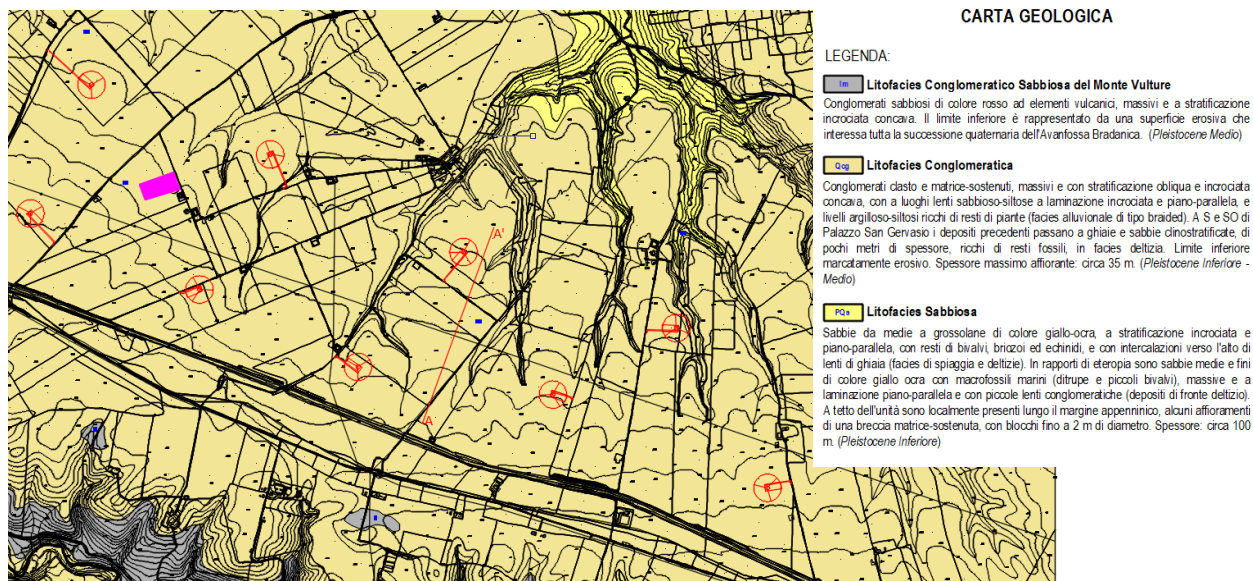 CARTA GEOLOGICA
LEGENDA:
Im Litofacies Conglomeratico Sabbiosa del Monte Vulture
Conglomerati sabbiosi di colore rosso ad elementi vulcanici, massivi e a stratificazione
incrociata concava. Il limite inferiore è rappresentato da una superficie erosiva che
interessa tutta la successione quaternaria dell'Avanfossa Bradanica. (Pleistocene Medio)
Qcg Litofacies Conglomeratica
Conglomerati clasto e matrice-sostenuti, massivi e con stratificazione obliqua e incrociata
concava, con a luoghi lenti sabbioso-siltose a laminazione incrociata e piano-parallela, e
livelli argilloso-siltosi ricchi di resti di piante (facies alluvionale di tipo braided). A S e SO di
Palazzo San Gervasio i depositi precedenti passano a ghiaie e sabbie clinostratificate, di
pochi metri di spessore, ricchi di resti fossili, in facies deltizia. Limite inferiore
marcatamente erosivo. Spessore massimo affiorante: circa 35 m. (Pleistocene Inferiore -
Medio)
PQs Litofacies Sabbiosa
Sabbie da medie a grossolane di colore giallo-ocra, a stratificazione incrociata e
piano-parallela, con resti di bivalvi, briozoi ed echinidi, e con intercalazioni verso l'alto di
lenti di ghiaia (facies di spiaggia e deltizie). In rapporti di eteropia sono sabbie medie e fini
di colore giallo ocra con macrofossili marini (ditrupe e piccoli bivalvi), massive e a
laminazione piano-parallela e con piccole lenti conglomeratiche (depositi di fronte deltizio).
A tetto dell'unità sono localmente presenti lungo il margine appenninico, alcuni affioramenti
di una breccia matrice-sostenuta, con blocchi fino a 2 m di diametro. Spessore: circa 100
m. (Pleistocene Inferiore)
A'
A